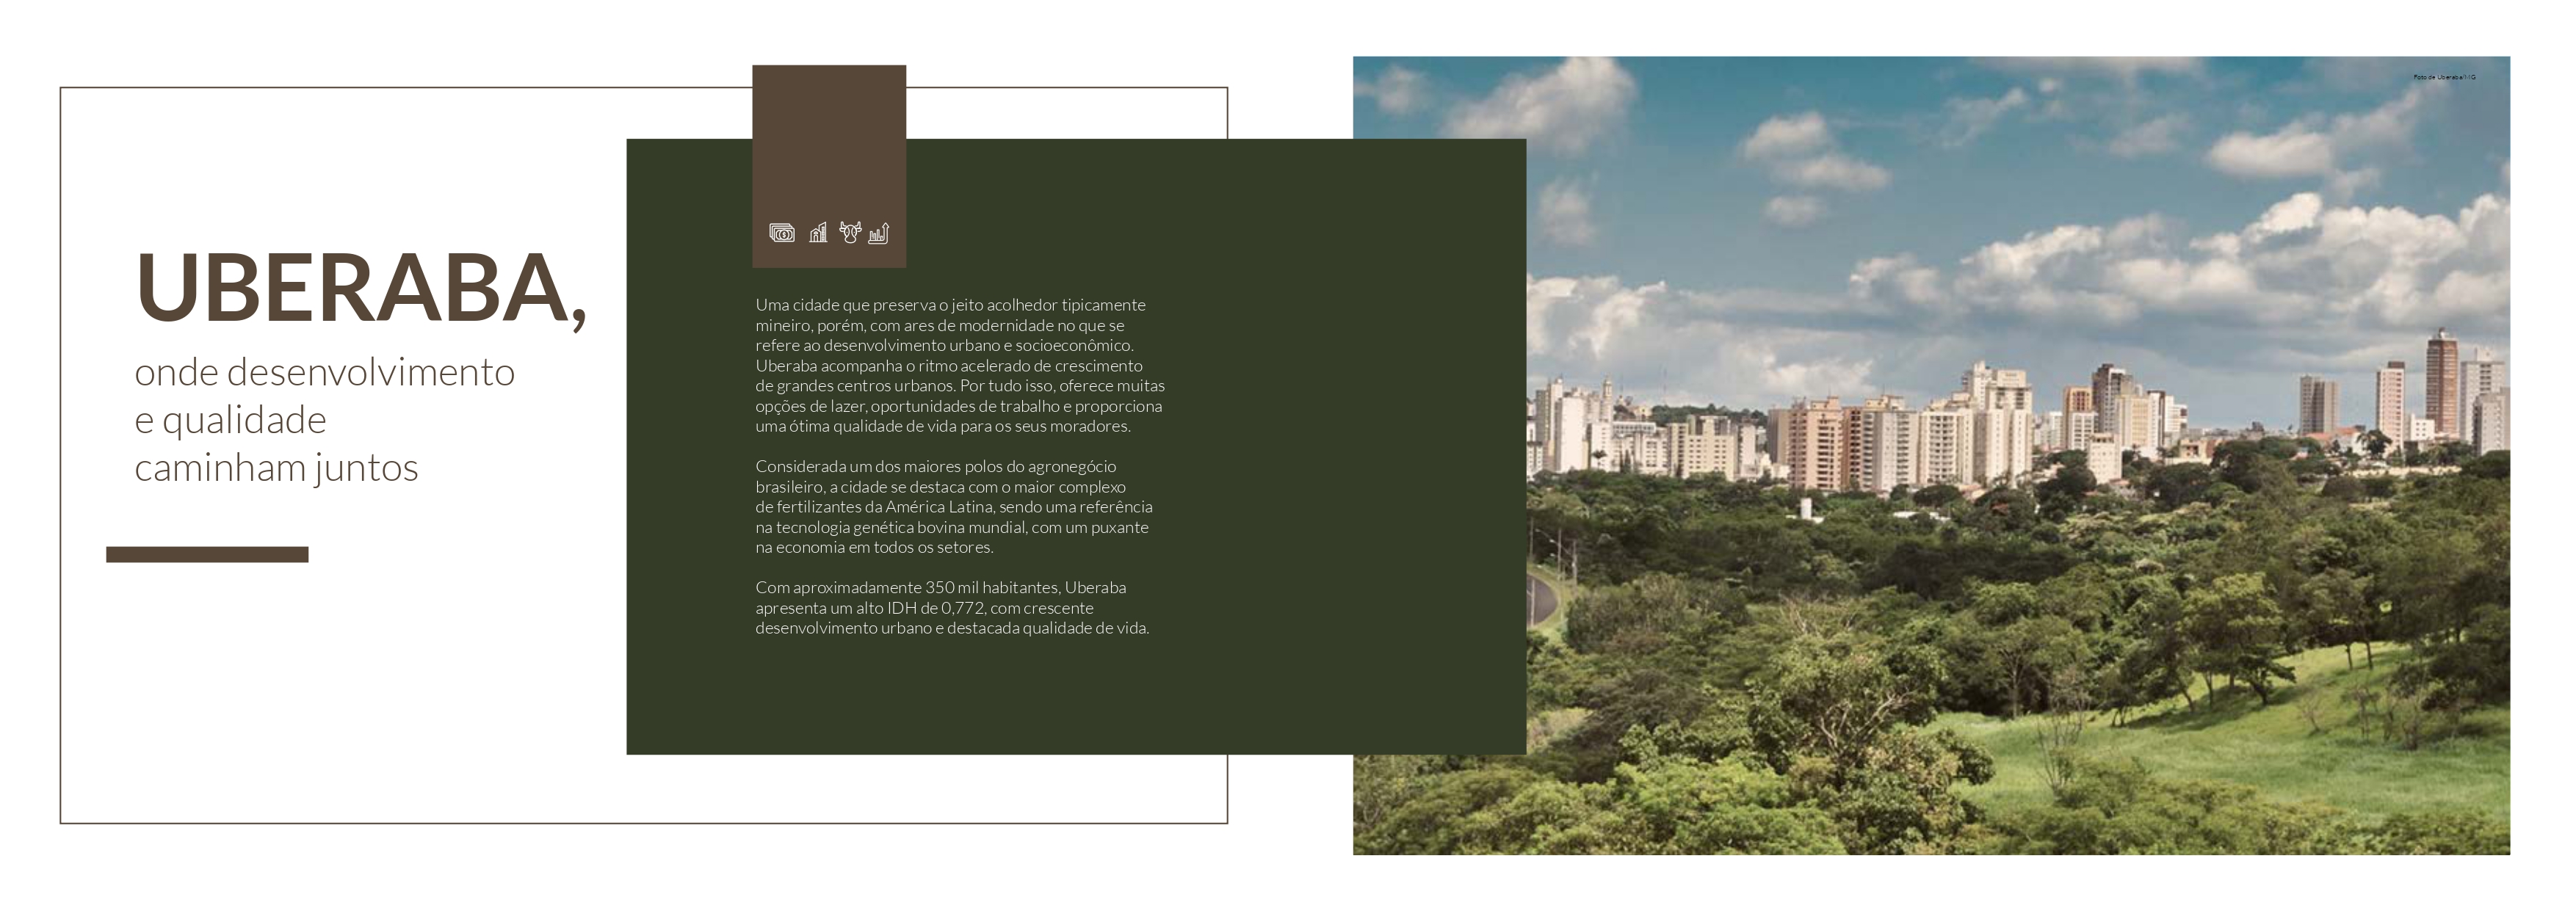 UBERABA,
onde desenvolvimento
e qualidade
caminham juntos
Uma cidade que preserva o jeito acolhedor tipicamente
mineiro, porém, com ares de modernidade no que se
refere ao desenvolvimento urbano e socioeconômico.
Uberaba acompanha o ritmo acelerado de crescimento
de grandes centros urbanos. Por tudo isso, oferece muitas
opções de lazer, oportunidades de trabalho e proporciona
uma ótima qualidade de vida para os seus moradores.
Considerada um dos maiores polos do agronegócio
brasileiro, a cidade se destaca com o maior complexo
de fertilizantes da América Latina, sendo uma referência
na tecnologia genética bovina mundial, com um puxante
na economia em todos os setores.
Com aproximadamente 350 mil habitantes, Uberaba
apresenta um alto IDH de 0,772, com crescente
desenvolvimento urbano e destacada qualidade de vida.
Foto de Uberaba/MG